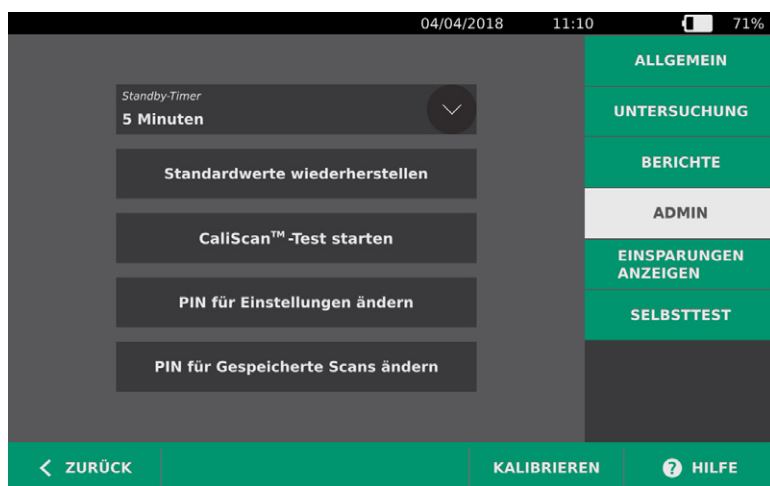 04/04/2018 11:10 71%
Standby-Timer
5 Minuten
Standardwerte wiederherstellen
CaliScan™-Test starten
PIN für Einstellungen ändern
PIN für Gespeicherte Scans ändern
ALLGEMEIN
UNTERSUCHUNG
BERICHTE
ADMIN
EINSPARUNGEN
ANZEIGEN
SELBSTTEST
ZURÜCK KALIBRIEREN ? HILFE